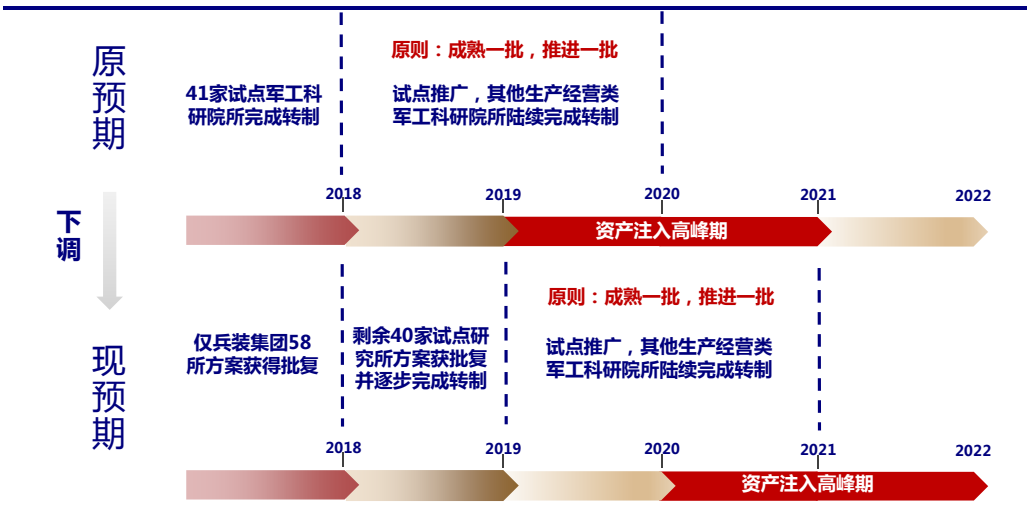 原预期
原则：成熟一批，推进一批
41家试点军工科
研院所完成转制
试点推广，其他生产经营类
军工科研院所陆续完成转制
2018
2019
2020
2021
2022
资产注入高峰期
下调
现预期
原则：成熟一批，推进一批
仅兵装集团58
所方案获得批复
剩余40家试点研
究所方案获批复
并逐步完成转制
试点推广，其他生产经营类
军工科研院所陆续完成转制
2018
2019
2020
2021
2022
资产注入高峰期